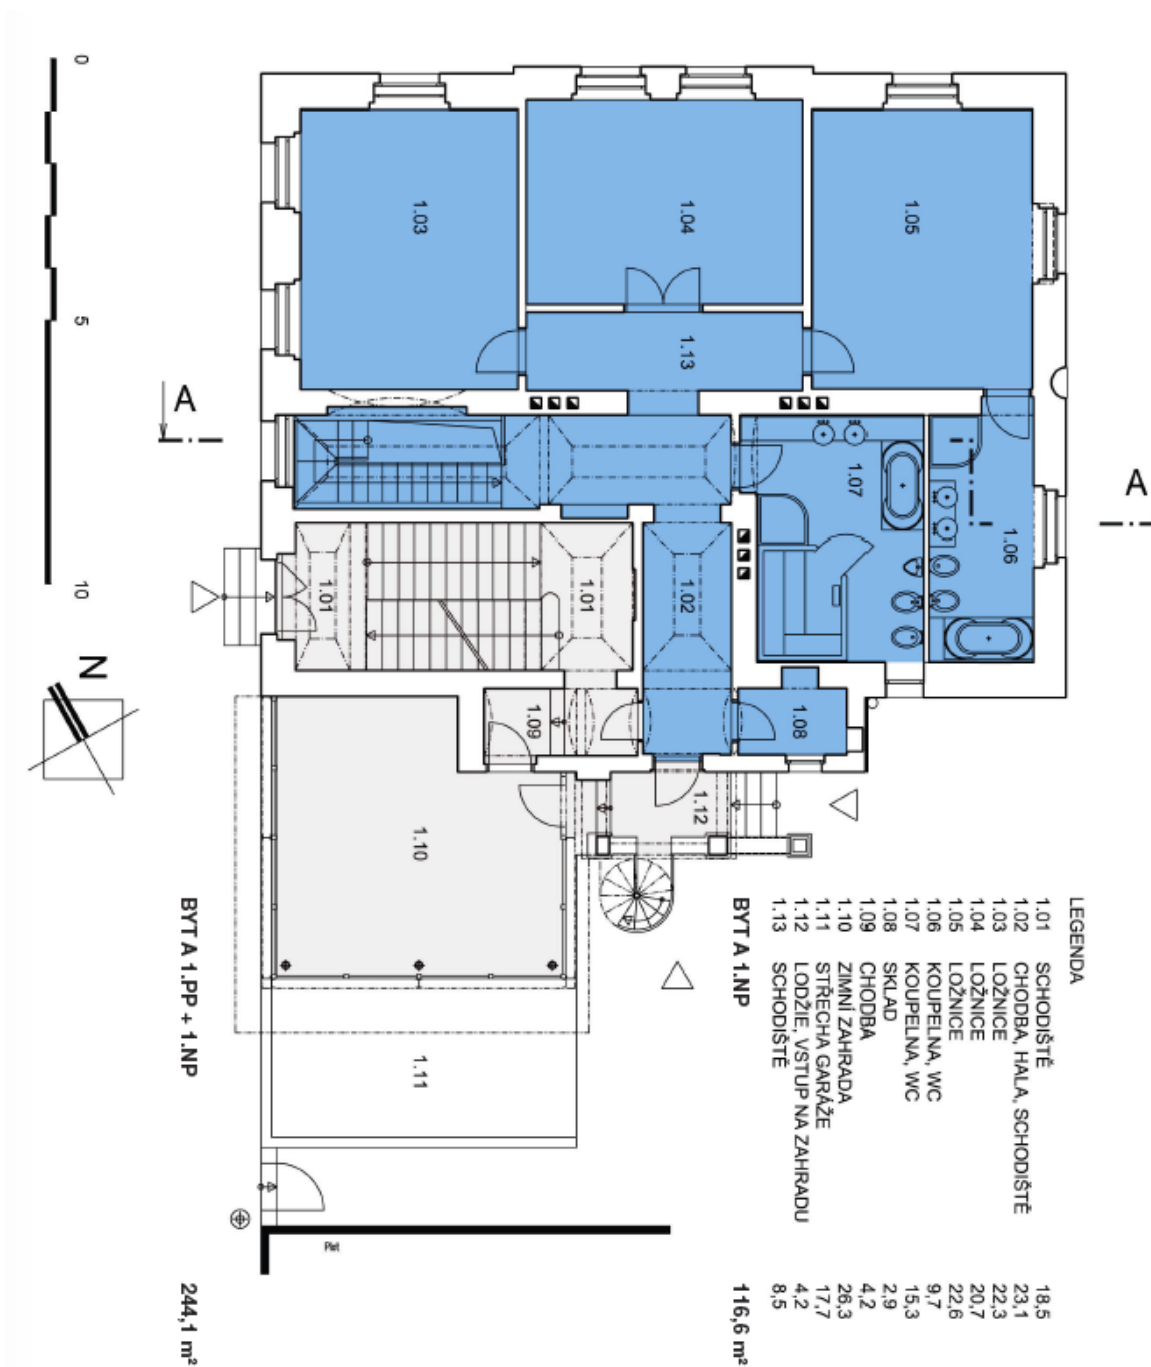 0
5
10
N
A
A
1.03
1.04
1.05
1.13
1.07
1.06
1.01
1.01
1.02
1.09
1.08
1.10
1.12
1.11
Plot
LEGENDA
1.01 SCHODIŠTĚ 18,5
1.02 CHODBA, HALA, SCHODIŠTĚ 23,1
1.03 LOŽNICE 22,3
1.04 LOŽNICE 20,7
1.05 LOŽNICE 22,6
1.06 KOUPELNA, WC 9,7
1.07 KOUPELNA, WC 15,3
1.08 SKLAD 2,9
1.09 CHODBA 4,2
1.10 ZIMNÍ ZAHRADA 26,3
1.11 STŘECHA GARÁŽE 17,7
1.12 LODŽIE, VSTUP NA ZAHRADU 4,2
1.13 SCHODIŠTĚ 8,5
BYT A 1.NP 116,6 m²
BYT A 1.PP + 1.NP 244,1 m²